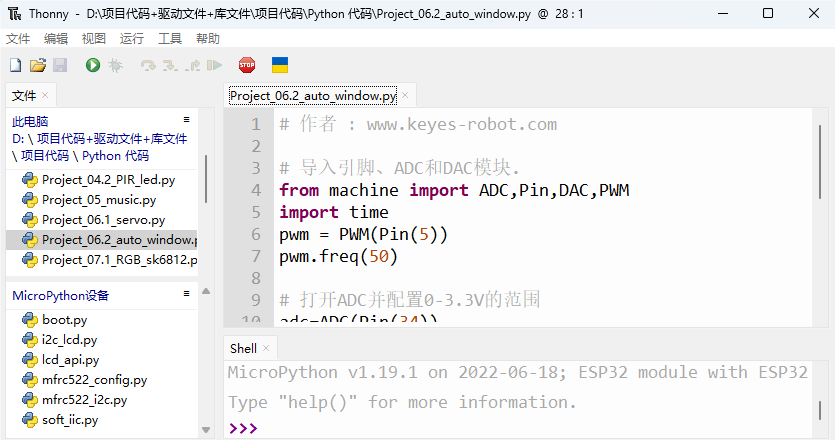 Thonny - D:\项目代码+驱动文件+库文件\项目代码\Python 代码\Project_06.2_auto_window.py @ 28 : 1
文件 编辑 视图 运行 工具 帮助
STOP
文件 ×
此电脑
D: \ 项目代码+驱动文件+库文件
\ 项目代码 \ Python 代码
Project_04.2_PIR_led.py
Project_05_music.py
Project_06.1_servo.py
Project_06.2_auto_window.p
Project_07.1_RGB_sk6812.p
MicroPython设备
boot.py
i2c_lcd.py
lcd_api.py
mfrc522_config.py
mfrc522_i2c.py
soft_iic.py
Project_06.2_auto_window.py ×
1 # 作者 : www.keyes-robot.com
2
3 # 导入引脚、ADC和DAC模块.
4 from machine import ADC,Pin,DAC,PWM
5 import time
6 pwm = PWM(Pin(5))
7 pwm.freq(50)
8
9 # 打开ADC并配置0-3.3V的范围
10 adc=ADC(Pin(34))
Shell ×
MicroPython v1.19.1 on 2022-06-18; ESP32 module with ESP32
Type "help()" for more information.
>>>